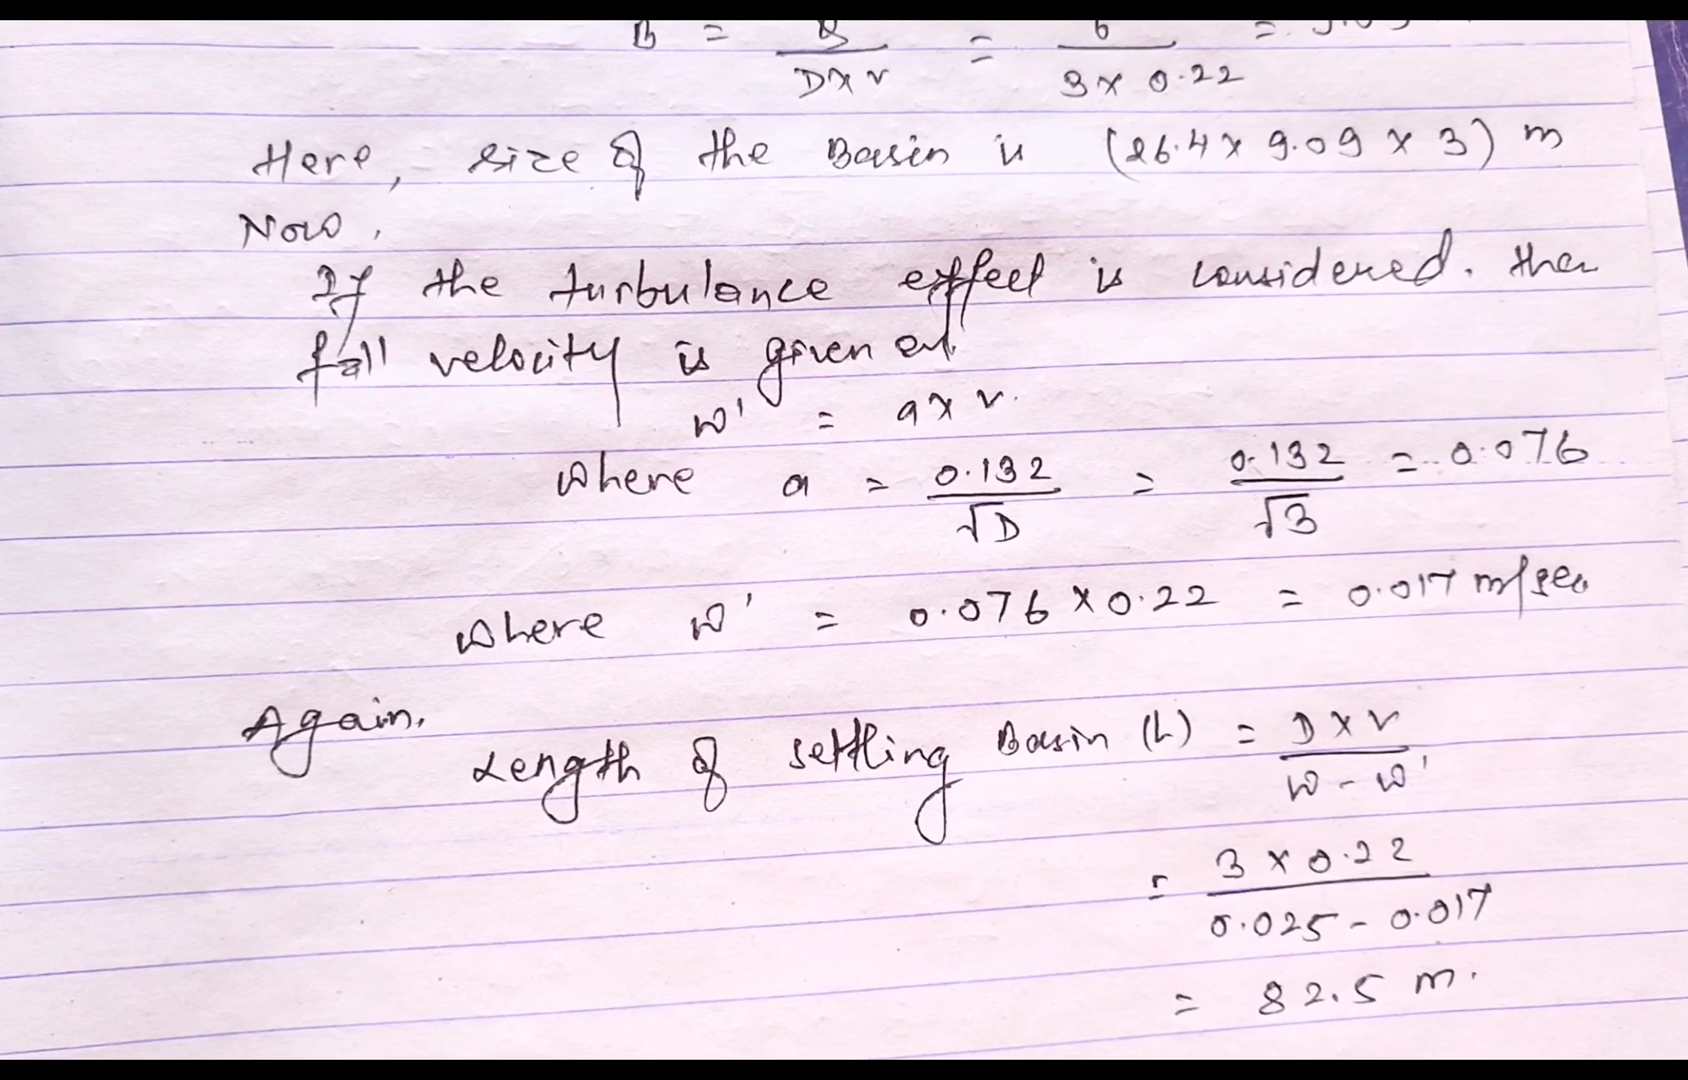 B = Q / D×v = 6 / 3×0.22 =
Here, size of the Basin is (26.4×9.09×3) m
Now,
If the turbulance effect is considered. then
fall velocity is given as
w' = a×v.
where a = 0.132 / √D = 0.132 / √3 = 0.076
where w' = 0.076×0.22 = 0.017 m/sec
Again,
Length of settling Basin (L) = D×v / w-w'
= 3×0.22 / 0.025-0.017
= 82.5 m.